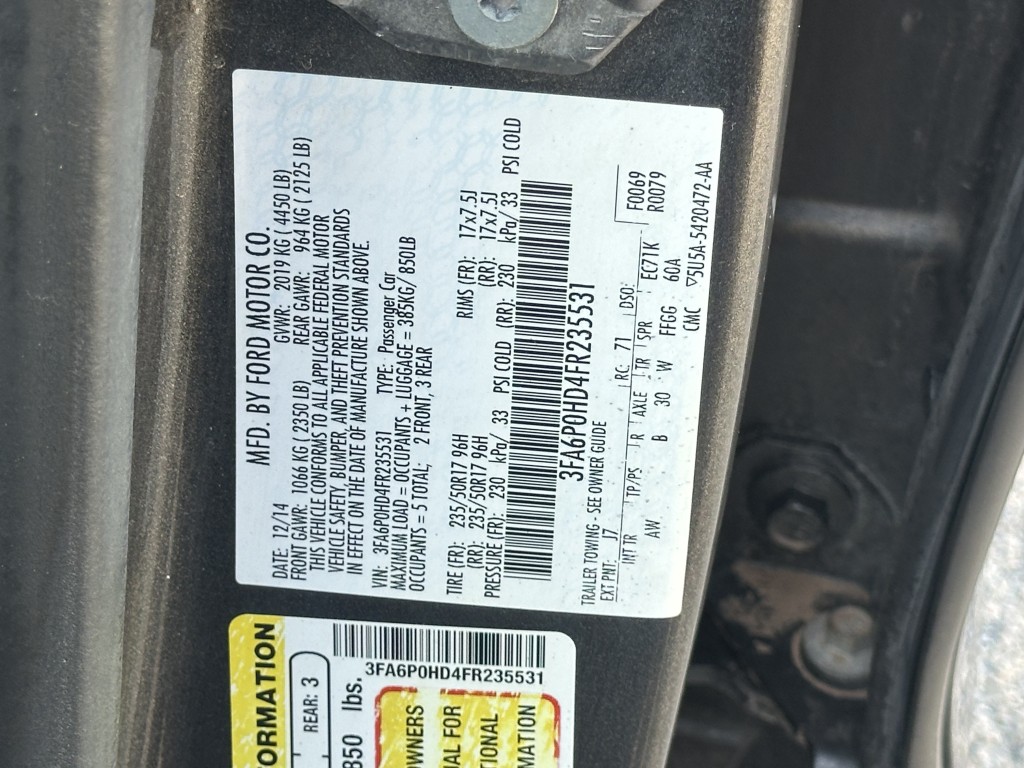 MFD. BY FORD MOTOR CO.
DATE: 12/14 GVWR: 2019 KG ( 4450 LB)
FRONT GAWR: 1066 KG ( 2350 LB) REAR GAWR: 964 KG ( 2125 LB)
THIS VEHICLE CONFORMS TO ALL APPLICABLE FEDERAL MOTOR
VEHICLE SAFETY, BUMPER, AND THEFT PREVENTION STANDARDS
IN EFFECT ON THE DATE OF MANUFACTURE SHOWN ABOVE.
VIN: 3FA6P0HD4FR235531 TYPE: Passenger Car
MAXIMUM LOAD = OCCUPANTS + LUGGAGE = 385KG/ 850LB
OCCUPANTS = 5 TOTAL; 2 FRONT, 3 REAR
TIRE (FR): 235/50R17 96H RIMS (FR): 17x7.5J
(RR): 235/50R17 96H (RR): 17x7.5J
PRESSURE (FR): 230 kPa/ 33 PSI COLD (RR): 230 kPa/ 33 PSI COLD
3FA6P0HD4FR235531
TRAILER TOWING - SEE OWNER GUIDE F0069
EXT PNT: J7 RC: 71 DSO: R0079
INT TR TP/PS R AXLE TR SPR EC71K
AW B 30 W FFGG 60A
CMC ▽5U5A-5420472-AA
3FA6P0HD4FR235531
ORMATION
REAR: 3
850 lbs.
OWNERS